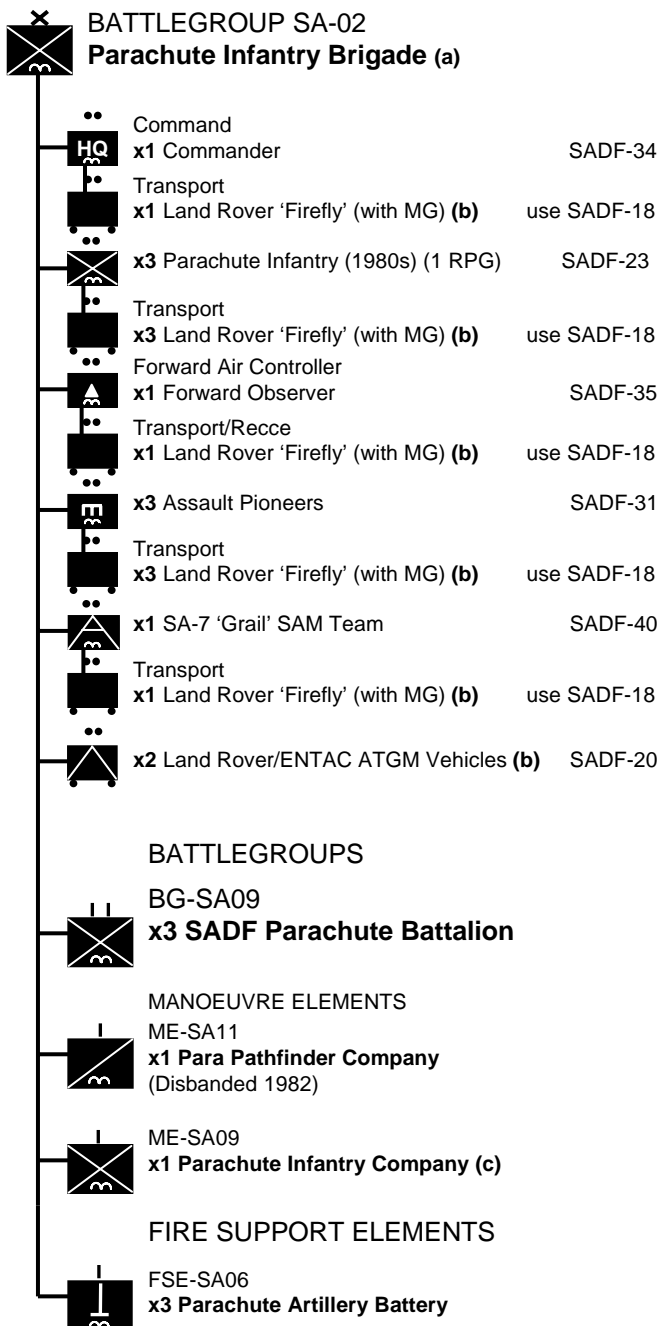 BATTLEGROUP SA-02
Parachute Infantry Brigade (a)
Command
HQ x1 Commander SADF-34
Transport
x1 Land Rover 'Firefly' (with MG) (b) use SADF-18
x3 Parachute Infantry (1980s) (1 RPG) SADF-23
Transport
x3 Land Rover 'Firefly' (with MG) (b) use SADF-18
Forward Air Controller
x1 Forward Observer SADF-35
Transport/Recce
x1 Land Rover 'Firefly' (with MG) (b) use SADF-18
x3 Assault Pioneers SADF-31
Transport
x3 Land Rover 'Firefly' (with MG) (b) use SADF-18
x1 SA-7 'Grail' SAM Team SADF-40
Transport
x1 Land Rover 'Firefly' (with MG) (b) use SADF-18
x2 Land Rover/ENTAC ATGM Vehicles (b) SADF-20
BATTLEGROUPS
BG-SA09
x3 SADF Parachute Battalion
MANOEUVRE ELEMENTS
ME-SA11
x1 Para Pathfinder Company
(Disbanded 1982)
ME-SA09
x1 Parachute Infantry Company (c)
FIRE SUPPORT ELEMENTS
FSE-SA06
x3 Parachute Artillery Battery